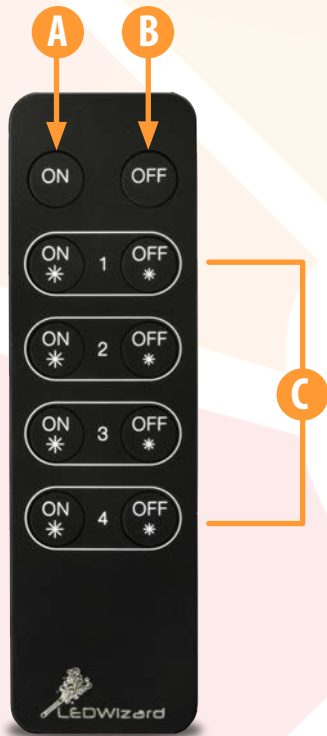 A B
ON OFF
ON 1 OFF
ON 2 OFF
ON 3 OFF
ON 4 OFF
C
LEDWizard